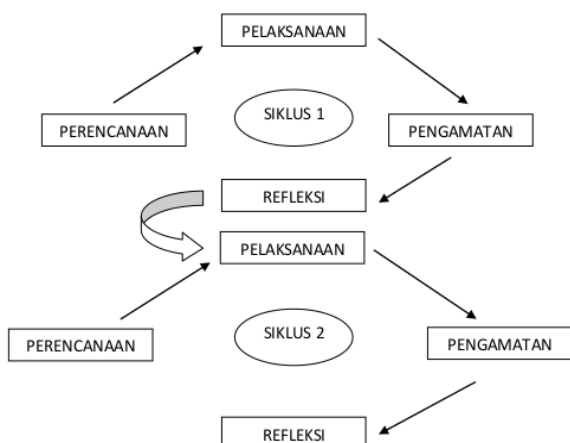 PELAKSANAAN
SIKLUS 1
PERENCANAAN
PENGAMATAN
REFLEKSI
PELAKSANAAN
SIKLUS 2
PERENCANAAN
PENGAMATAN
REFLEKSI